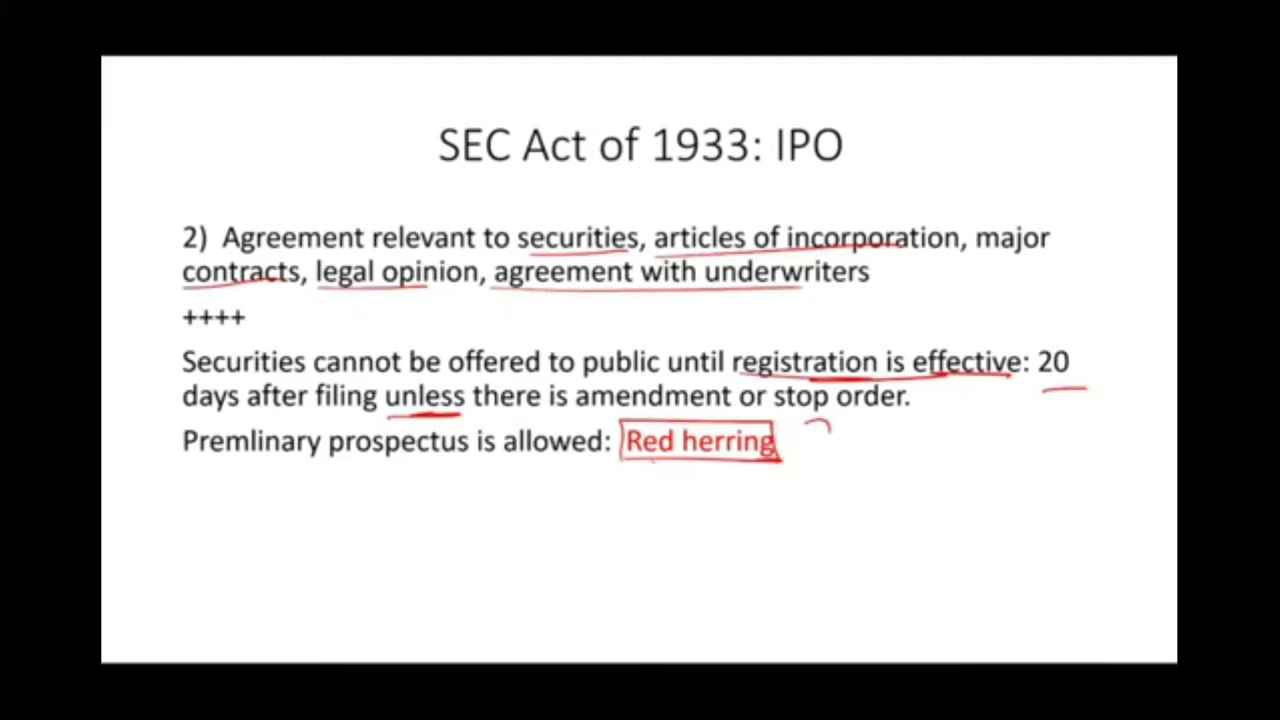 SEC Act of 1933: IPO
2) Agreement relevant to securities, articles of incorporation, major
contracts, legal opinion, agreement with underwriters
++++
Securities cannot be offered to public until registration is effective: 20
days after filing unless there is amendment or stop order.
Premlinary prospectus is allowed: Red herring